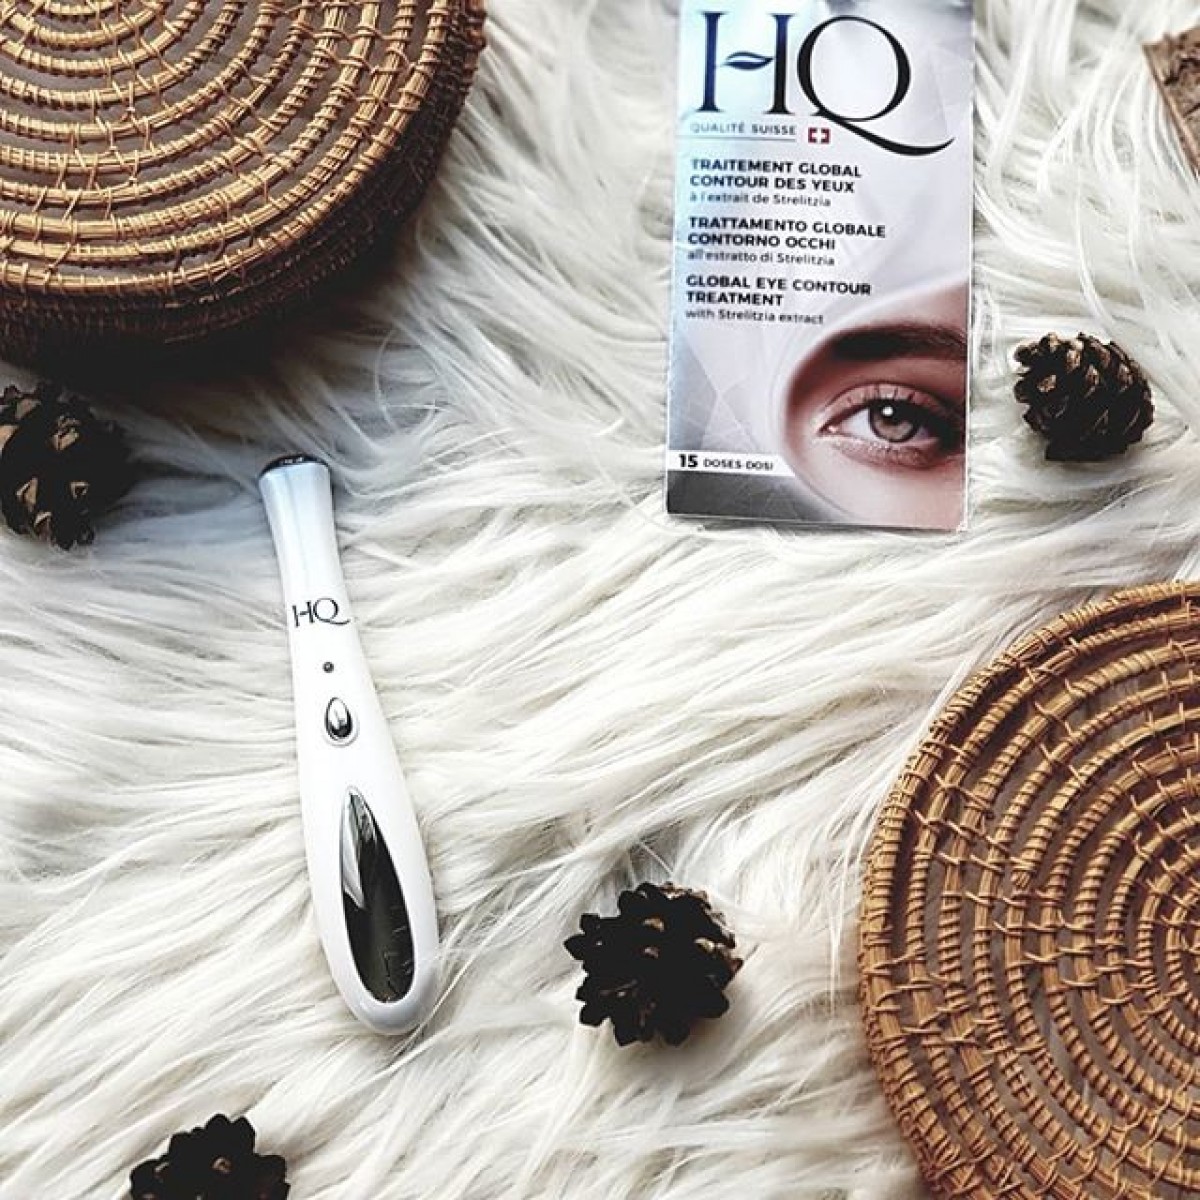 HQ
QUALITÉ SUISSE
TRAITEMENT GLOBAL
CONTOUR DES YEUX
à l'extrait de Strelitzia
TRATTAMENTO GLOBALE
CONTORNO OCCHI
all'estratto di Strelitzia
GLOBAL EYE CONTOUR
TREATMENT
with Strelitzia extract
15 DOSES-DOSI
HQ